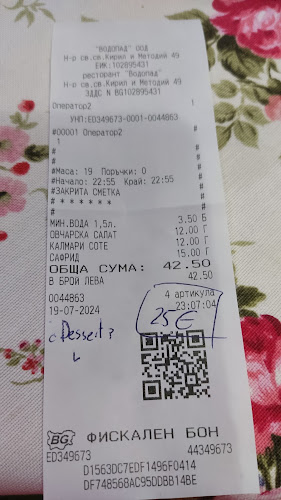 "ВОДОПАД" ООД
Н-р св.св.Кирил и Методий 49
ЕИК:102895431
ресторант "Водопад"
Н-р св.св.Кирил и Методий 49
ЗДДС N BG102895431
Оператор2 !
УНП:ED349673-0001-0044863
#00001 Оператор2 #
1 #
# #
# #
#Маса: 19 Поръчки: 0 #
#Начало: 22:55 Край: 22:55 #
#ЗАКРИТА СМЕТКА #
# * * * * * * #
МИН.ВОДА 1,5л. 3.50 Б
ОВЧАРСКА САЛАТ 12.00 Г
КАЛМАРИ СОТЕ 12.00 Г
САФРИД 15.00 Г
ОБЩА СУМА: 42.50
В БРОЙ ЛЕВА 42.50
0044863 4 артикула
19-07-2024 23:07:04
25€
¿Dessert?
BG ФИСКАЛЕН БОН
ED349673 44349673
D1563DC7EDF1496F0414
DF748568AC95DD8B14BE